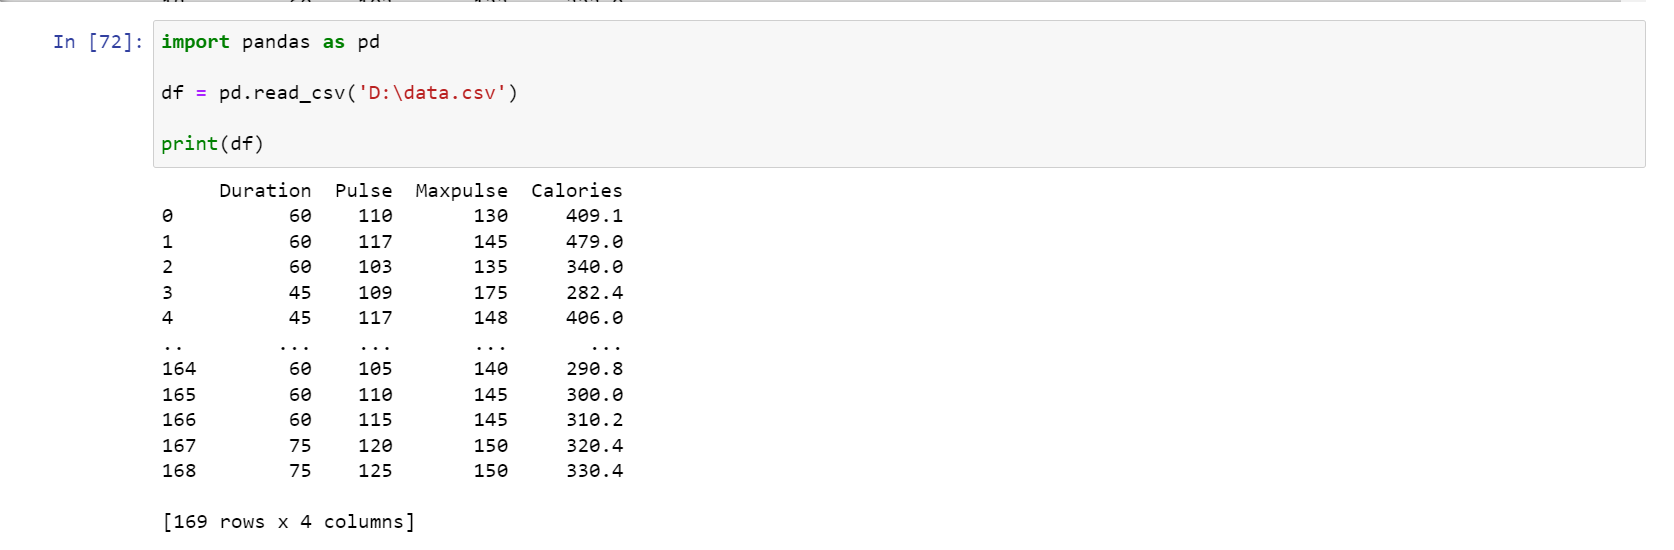 In [72]: import pandas as pd
df = pd.read_csv('D:\data.csv')
print(df)
Duration Pulse Maxpulse Calories
0 60 110 130 409.1
1 60 117 145 479.0
2 60 103 135 340.0
3 45 109 175 282.4
4 45 117 148 406.0
.. ... ... ... ...
164 60 105 140 290.8
165 60 110 145 300.0
166 60 115 145 310.2
167 75 120 150 320.4
168 75 125 150 330.4
[169 rows x 4 columns]